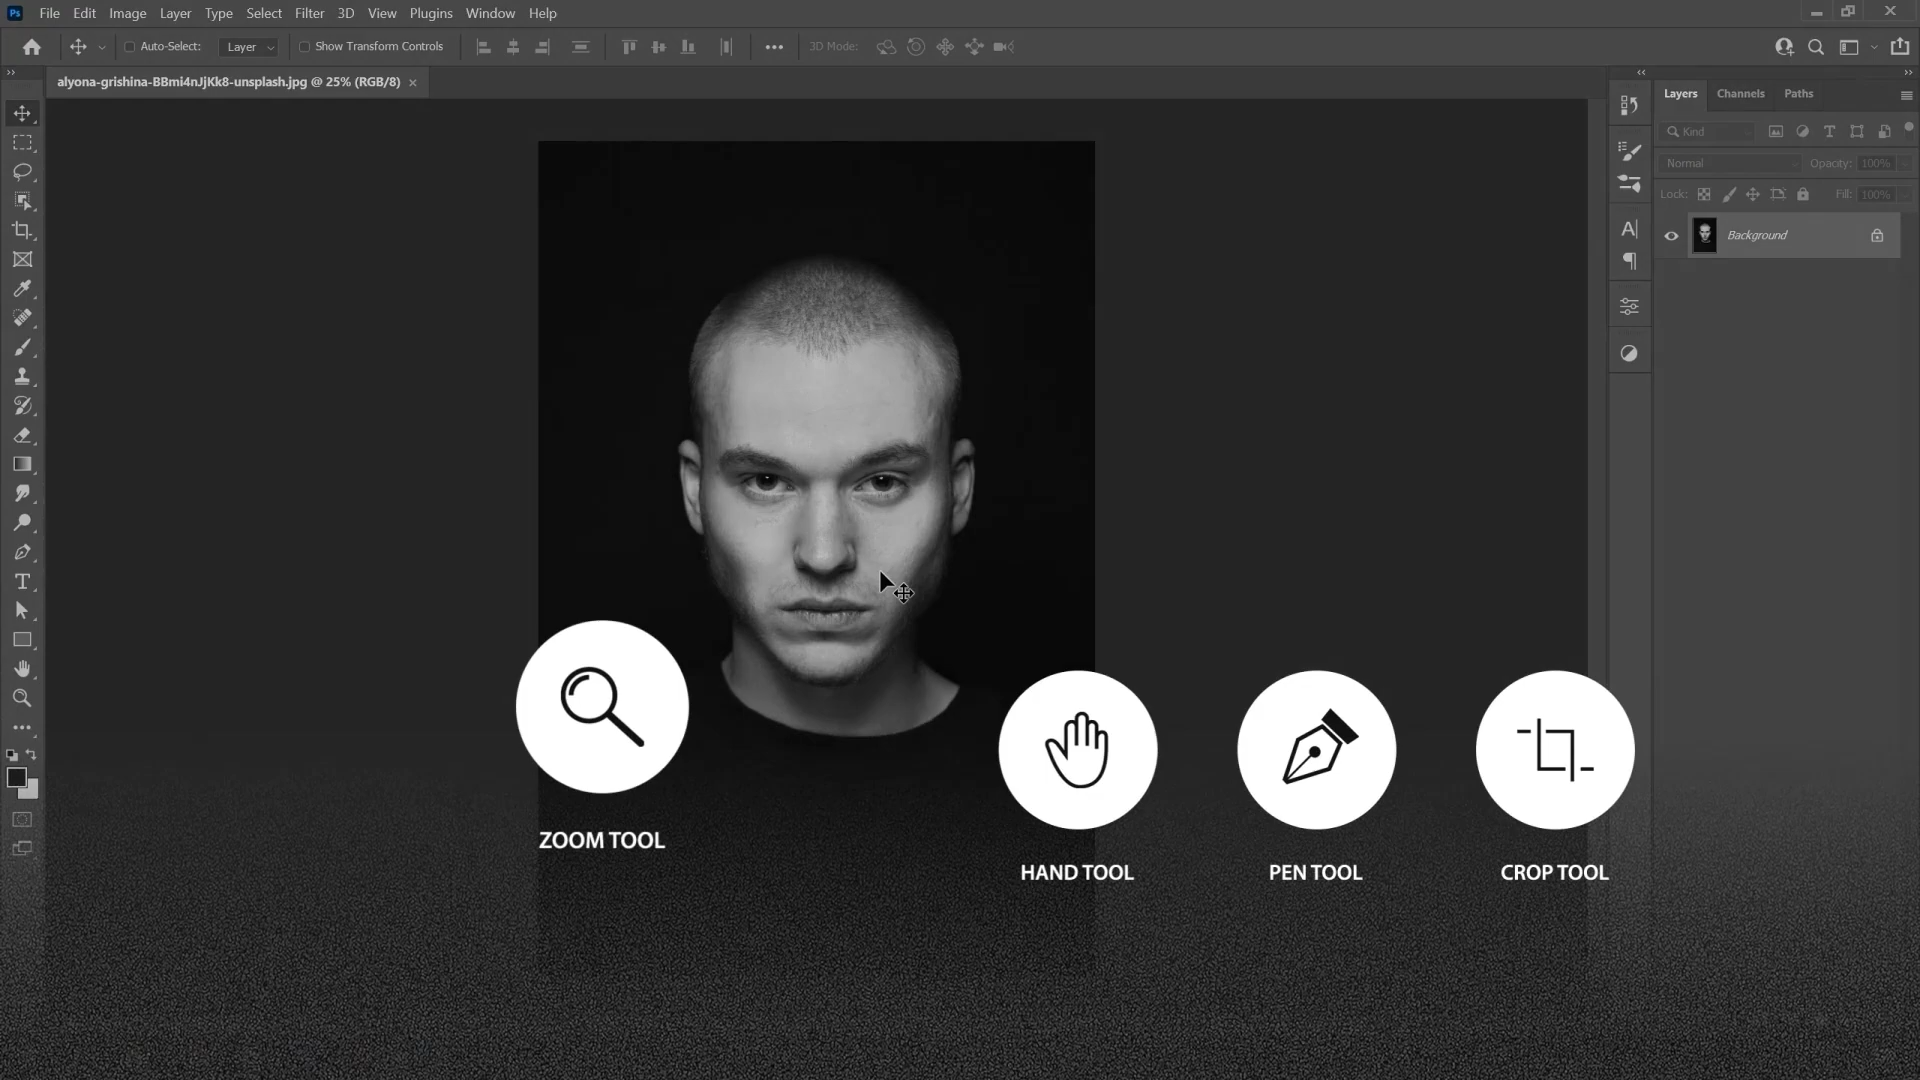 Ps File Edit Image Layer Type Select Filter 3D View Plugins Window Help
Auto-Select: Layer Show Transform Controls 3D Mode:
alyona-grishina-BBmi4nJjKk8-unsplash.jpg @ 25% (RGB/8) ×
Layers Channels Paths
Kind
Normal Opacity: 100%
Lock: Fill: 100%
Background
ZOOM TOOL
HAND TOOL PEN TOOL CROP TOOL